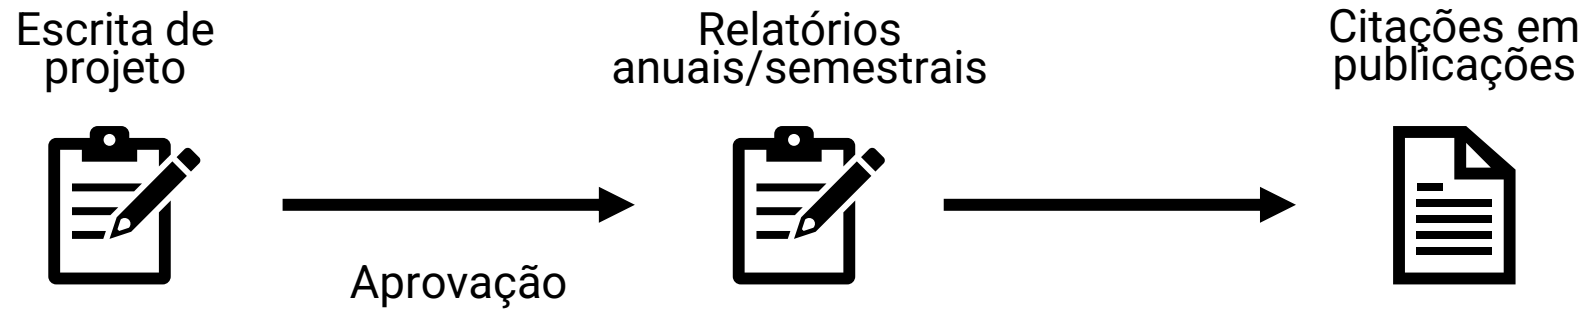 Escrita de
projeto
Relatórios
anuais/semestrais
Citações em
publicações
Aprovação